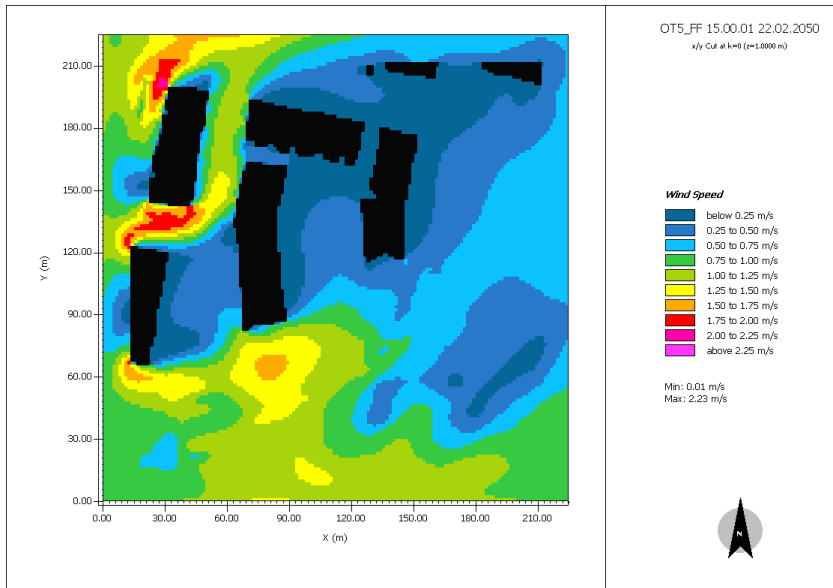 OT5_FF 15.00.01 22.02.2050
x/y Cut at k=0 (z=1.0000 m)
210.00
180.00
150.00
120.00
90.00
60.00
30.00
0.00
Y (m)
0.00 30.00 60.00 90.00 120.00 150.00 180.00 210.00
X (m)
Wind Speed
below 0.25 m/s
0.25 to 0.50 m/s
0.50 to 0.75 m/s
0.75 to 1.00 m/s
1.00 to 1.25 m/s
1.25 to 1.50 m/s
1.50 to 1.75 m/s
1.75 to 2.00 m/s
2.00 to 2.25 m/s
above 2.25 m/s
Min: 0.01 m/s
Max: 2.23 m/s
N